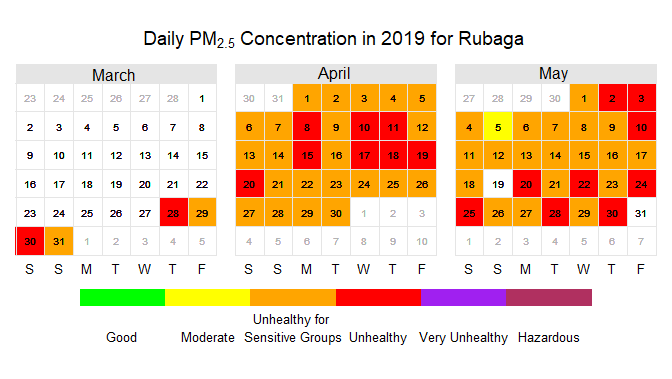 Daily PM2.5 Concentration in 2019 for Rubaga
March April May
23 24 25 26 27 28 1 30 31 1 2 3 4 5 27 28 29 30 1 2 3
2 3 4 5 6 7 8 6 7 8 9 10 11 12 4 5 6 7 8 9 10
9 10 11 12 13 14 15 13 14 15 16 17 18 19 11 12 13 14 15 16 17
16 17 18 19 20 21 22 20 21 22 23 24 25 26 18 19 20 21 22 23 24
23 24 25 26 27 28 29 27 28 29 30 1 2 3 25 26 27 28 29 30 31
30 31 1 2 3 4 5 4 5 6 7 8 9 10 1 2 3 4 5 6 7
S S M T W T F S S M T W T F S S M T W T F
Unhealthy for
Good Moderate Sensitive Groups Unhealthy Very Unhealthy Hazardous